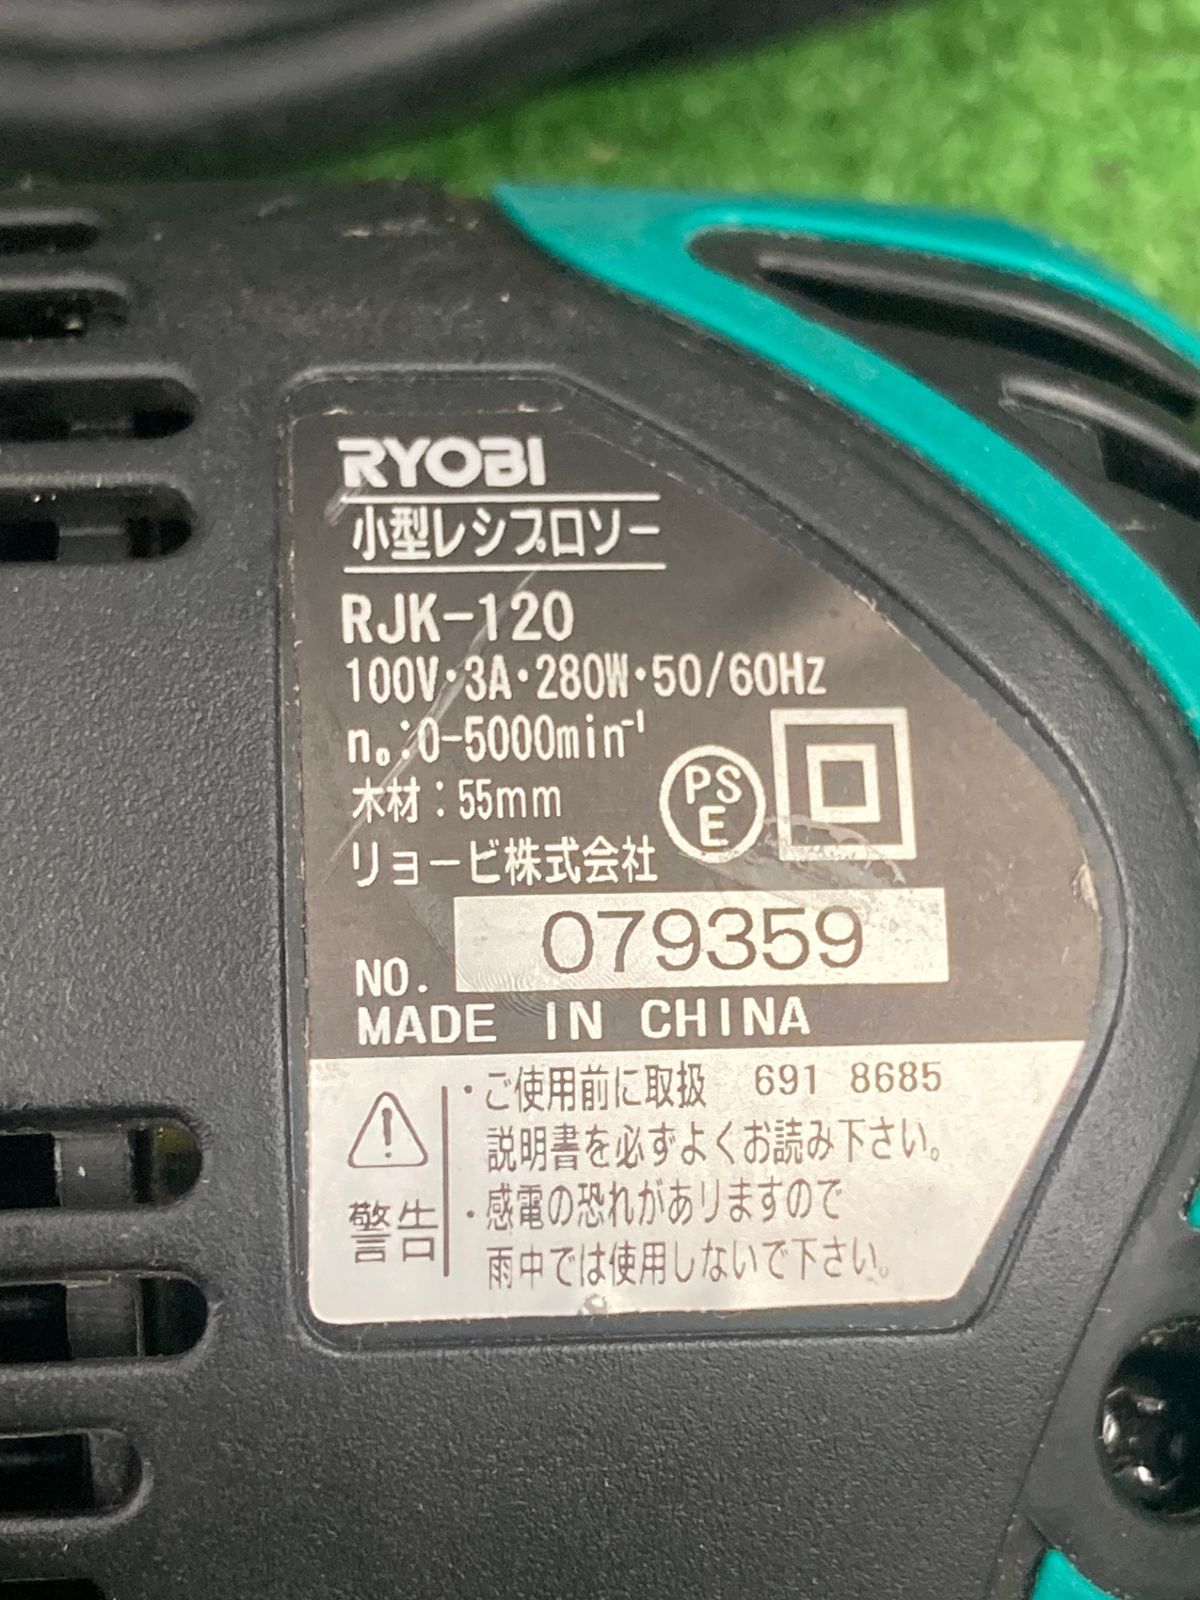 RYOBI
小型レシプロソー
RJK-120
100V・3A・280W・50/60Hz
n₀:0-5000min⁻¹
木材:55mm
PS
E
リョービ株式会社
NO. 079359
MADE IN CHINA
・ご使用前に取扱 691 8685
説明書を必ずよくお読み下さい。
警告
・感電の恐れがありますので
雨中では使用しないで下さい。